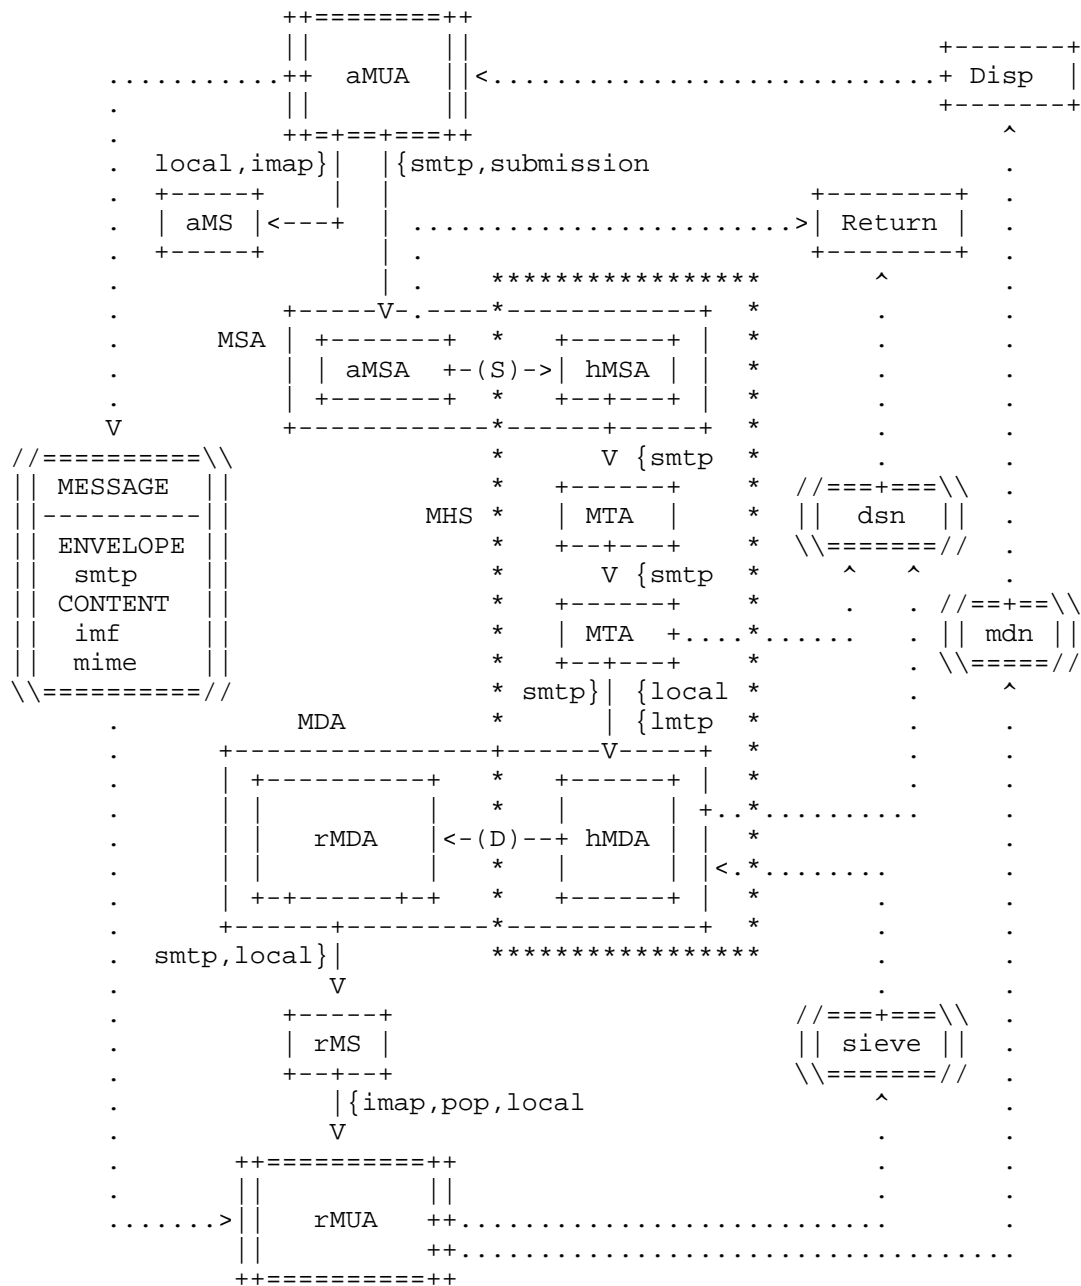 aMUA
Disp
local,imap}
{smtp,submission
aMS
Return
MSA
aMSA
(S)
hMSA
{smtp
MESSAGE
MHS
MTA
dsn
ENVELOPE
smtp
{smtp
CONTENT
imf
MTA
mdn
mime
smtp}
{local
MDA
{lmtp
rMDA
(D)
hMDA
smtp,local}
rMS
sieve
{imap,pop,local
rMUA